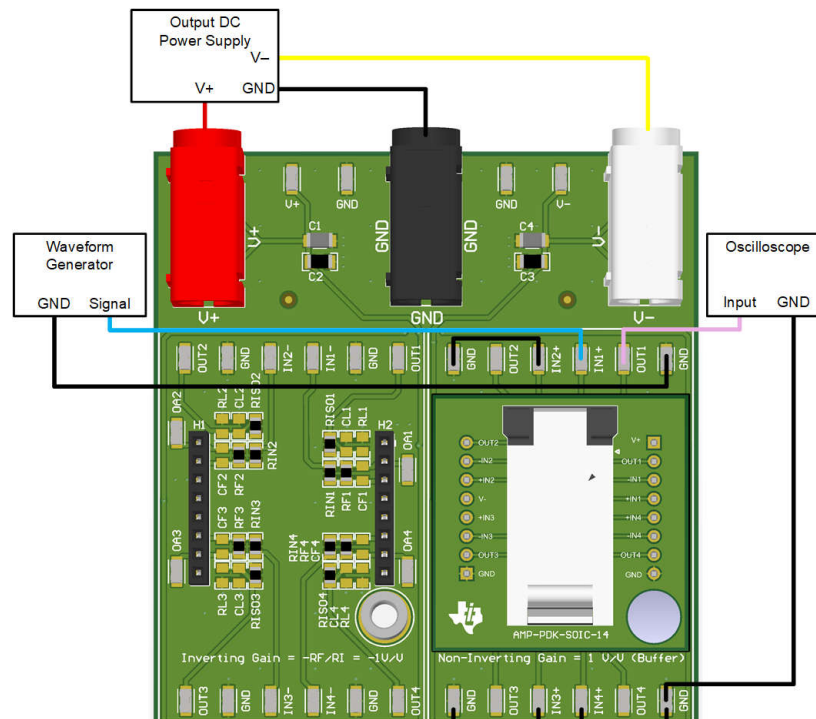 Output DC
Power Supply
V–
V+ GND
V+ GND GND V–
V+ GND GND V-
C1 C4
C2 C3
V+ GND V-
Waveform
Generator
GND Signal
Oscilloscope
Input GND
OUT2 GND IN2- IN1- GND OUT1
GND OUT2 IN2+ IN1+ OUT1 GND
OA2 RL2 CL2 RISO2
H1
CF2 RF2 RIN2
RISO1 CL1 RL1
H2 OA1
RIN1 RF1 CF1
OA3 CF3 RF3 RIN3
RL3 CL3 RISO3
RIN4 RF4 CF4 OA4
RISO4 CL4 RL4
OUT2 V+
-IN2 OUT1
+IN2 -IN1
V- +IN1
+IN3 +IN4
-IN3 -IN4
OUT3 OUT4
GND GND
AMP-PDK-SOIC-14
Inverting Gain = -RF/RI = -1V/V
Non-Inverting Gain = 1 V/V (Buffer)
OUT3 GND IN3- IN4- GND OUT4
GND OUT3 IN3+ IN4+ OUT4 GND